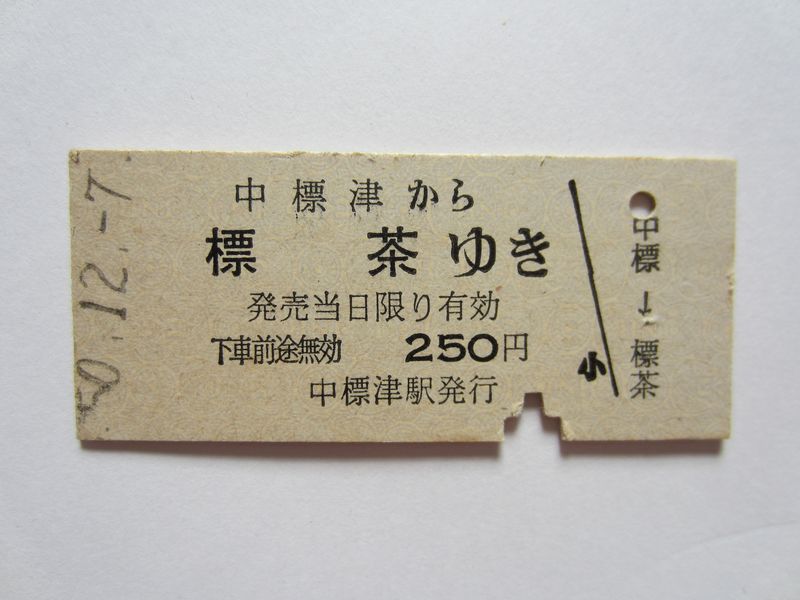 50.12.-7.
中標津から
標茶ゆき
発売当日限り有効
下車前途無効 250円
中標津駅発行
小
中標
→
標茶